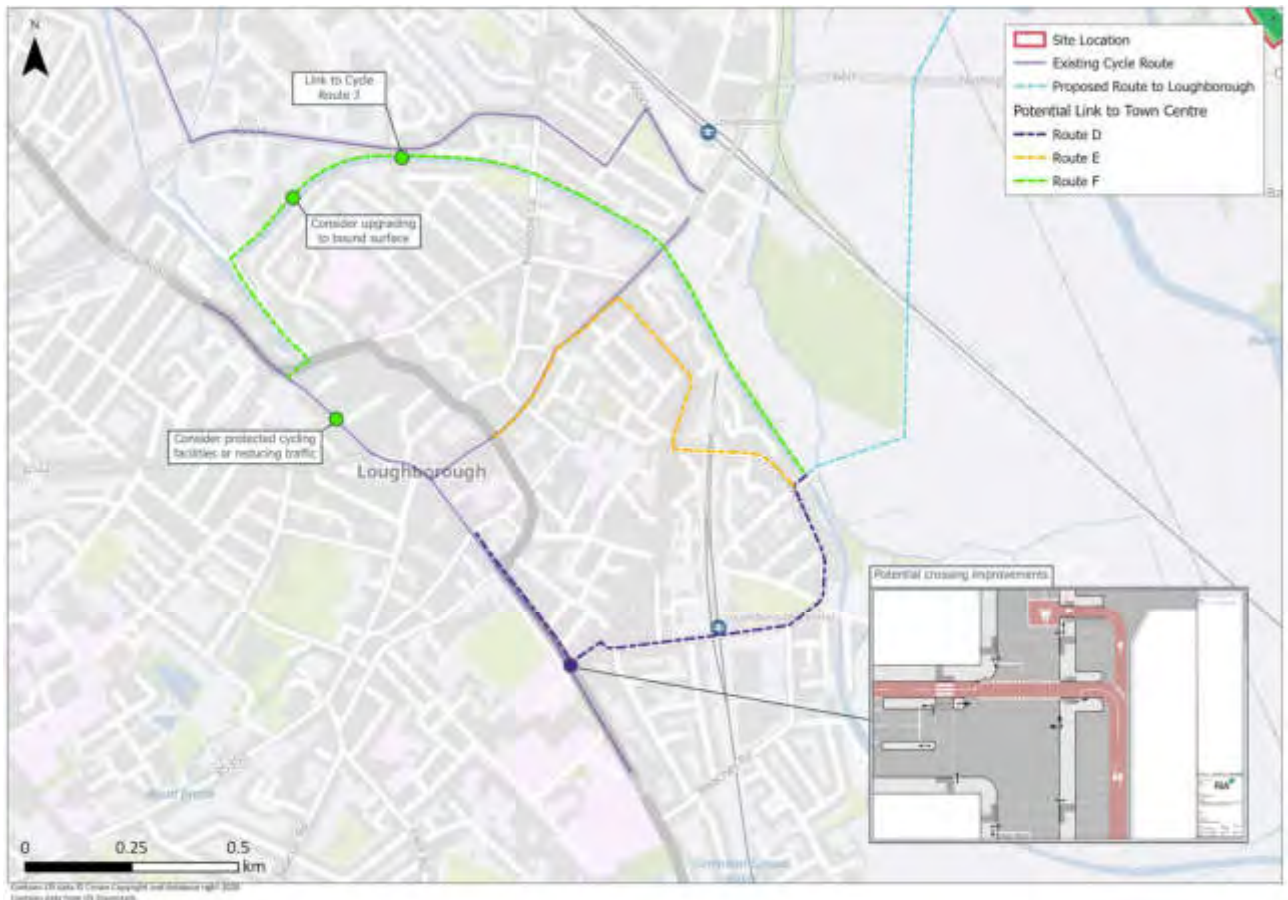 N
Link to Cycle
Route 3
Consider upgrading
to bound surface
Consider protected cycling
facilities or reducing traffic
Loughborough
Site Location
Existing Cycle Route
Proposed Route to Loughborough
Potential Link to Town Centre
Route D
Route E
Route F
Potential crossing improvements
0 0.25 0.5
km